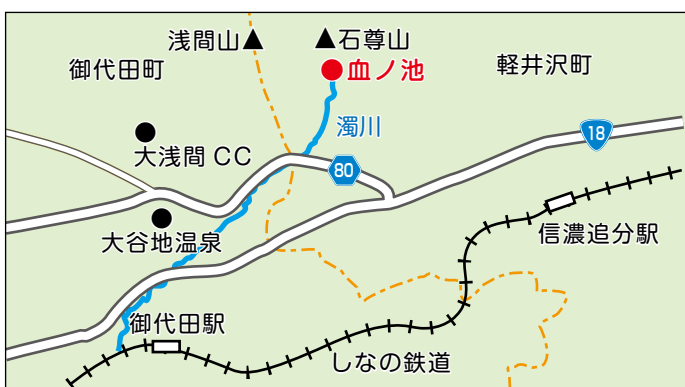 浅間山
石尊山
血ノ池
御代田町
軽井沢町
濁川
18
大浅間CC
80
大谷地温泉
信濃追分駅
御代田駅
しなの鉄道